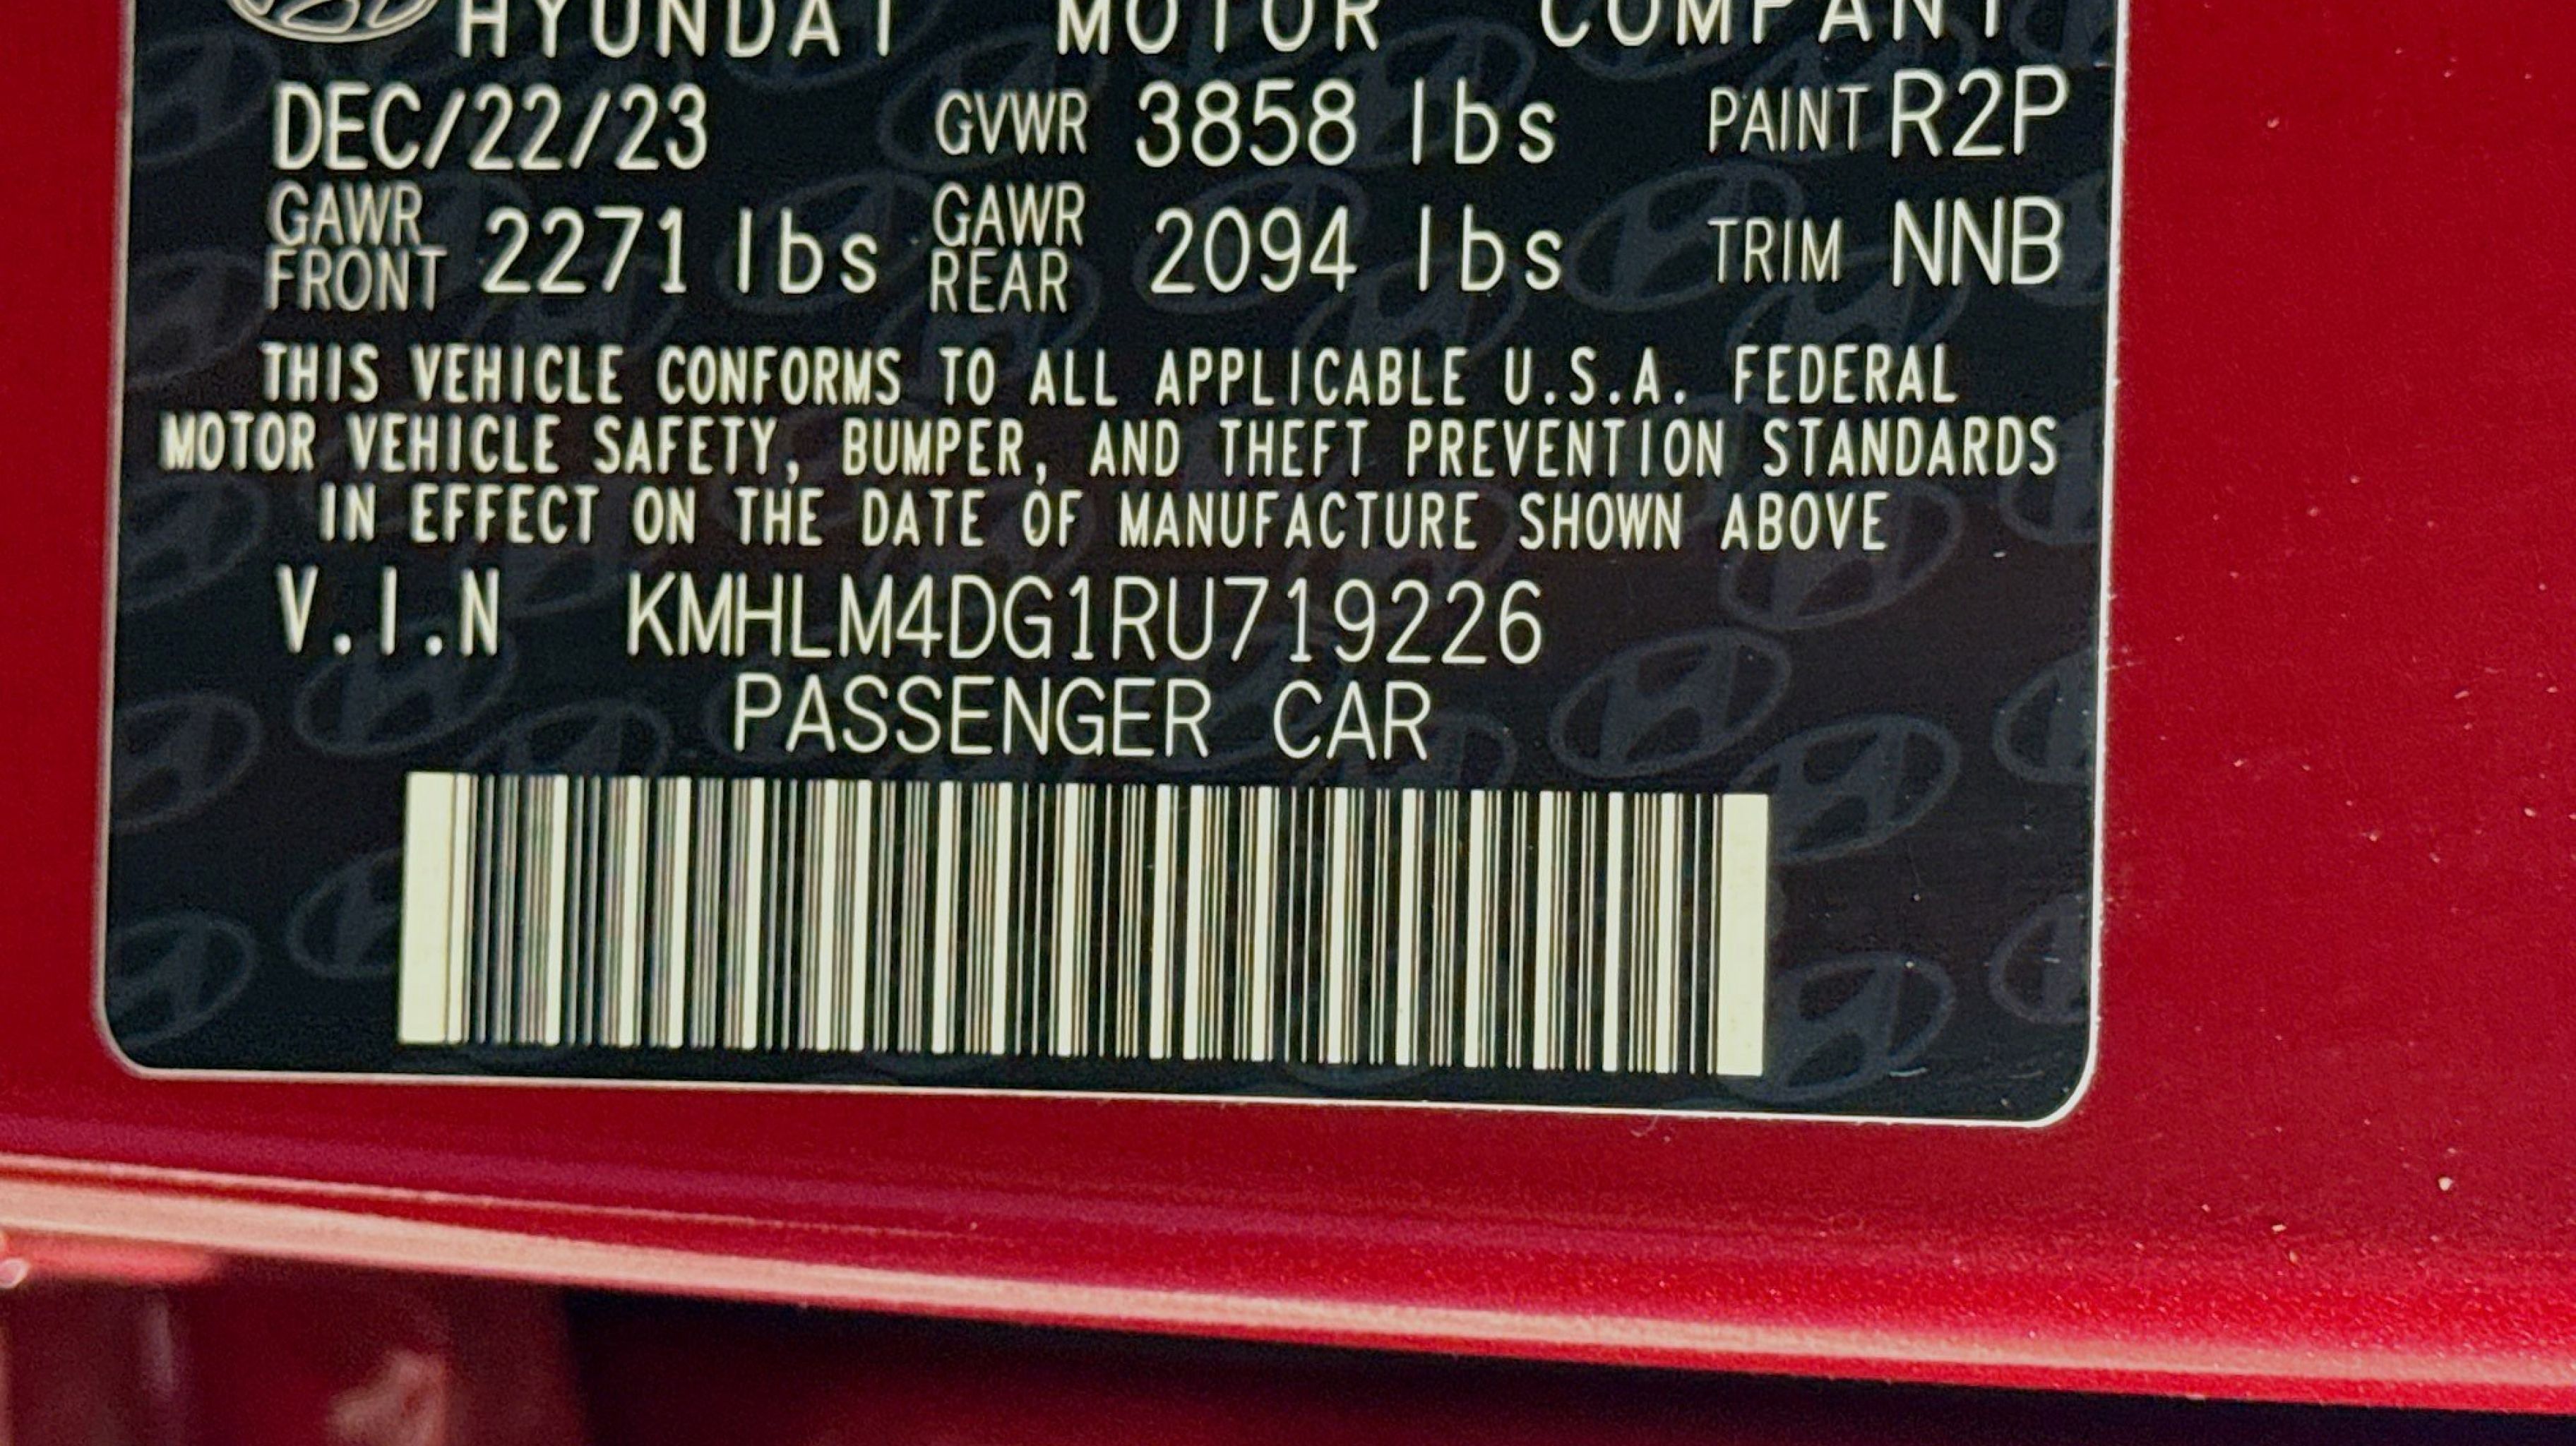 HYUNDAI MOTOR COMPANY
DEC/22/23 GVWR 3858 lbs PAINT R2P
GAWR FRONT 2271 lbs GAWR REAR 2094 lbs TRIM NNB
THIS VEHICLE CONFORMS TO ALL APPLICABLE U.S.A. FEDERAL
MOTOR VEHICLE SAFETY, BUMPER, AND THEFT PREVENTION STANDARDS
IN EFFECT ON THE DATE OF MANUFACTURE SHOWN ABOVE
V.I.N KMHLM4DG1RU719226
PASSENGER CAR